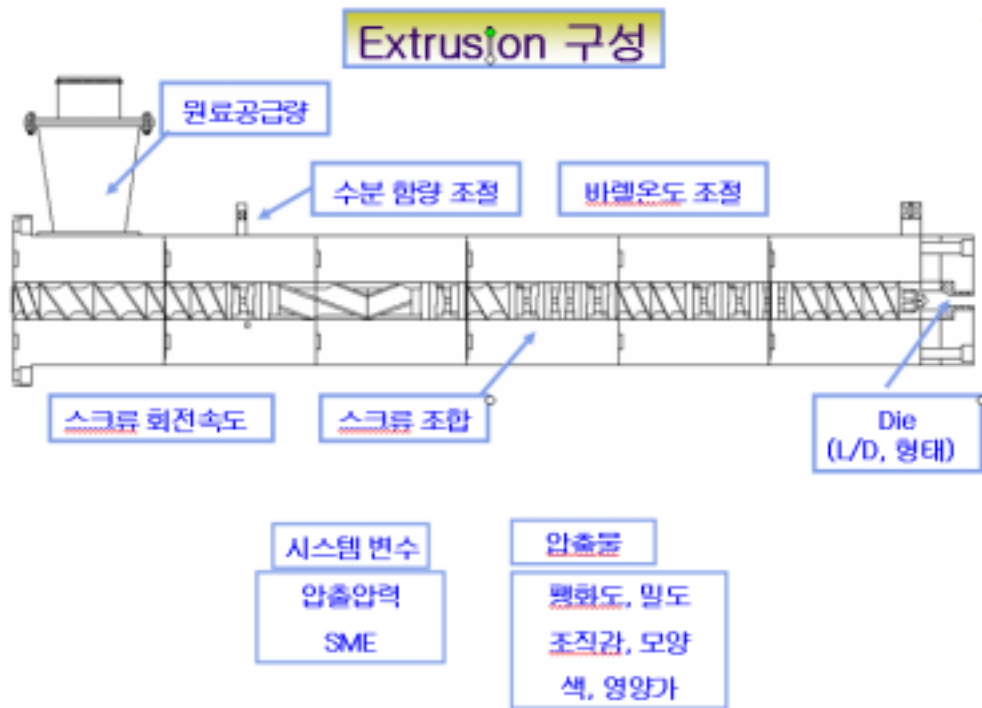 Extrusion 구성
원료공급량
수분 함량 조절
바렐온도 조절
스크류 회전속도
스크류 조합
Die
(L/D, 형태)
시스템 변수
압출물
압출압력
SME
팽화도, 밀도
조직감, 모양
색, 영양가